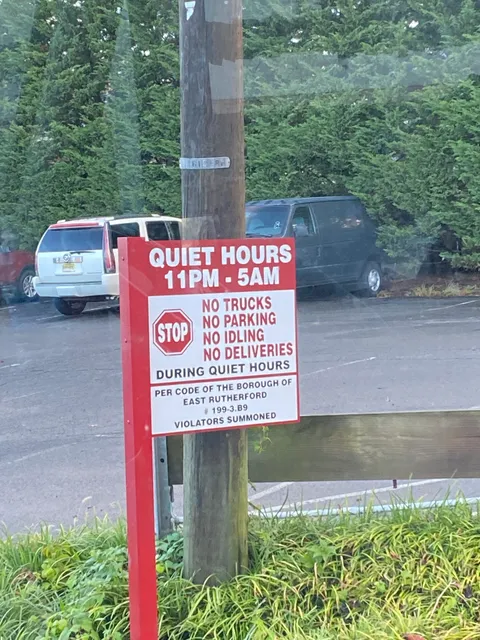 QUIET HOURS
11PM - 5AM
STOP
NO TRUCKS
NO PARKING
NO IDLING
NO DELIVERIES
DURING QUIET HOURS
PER CODE OF THE BOROUGH OF
EAST RUTHERFORD
# 199-3.B9
VIOLATORS SUMMONED